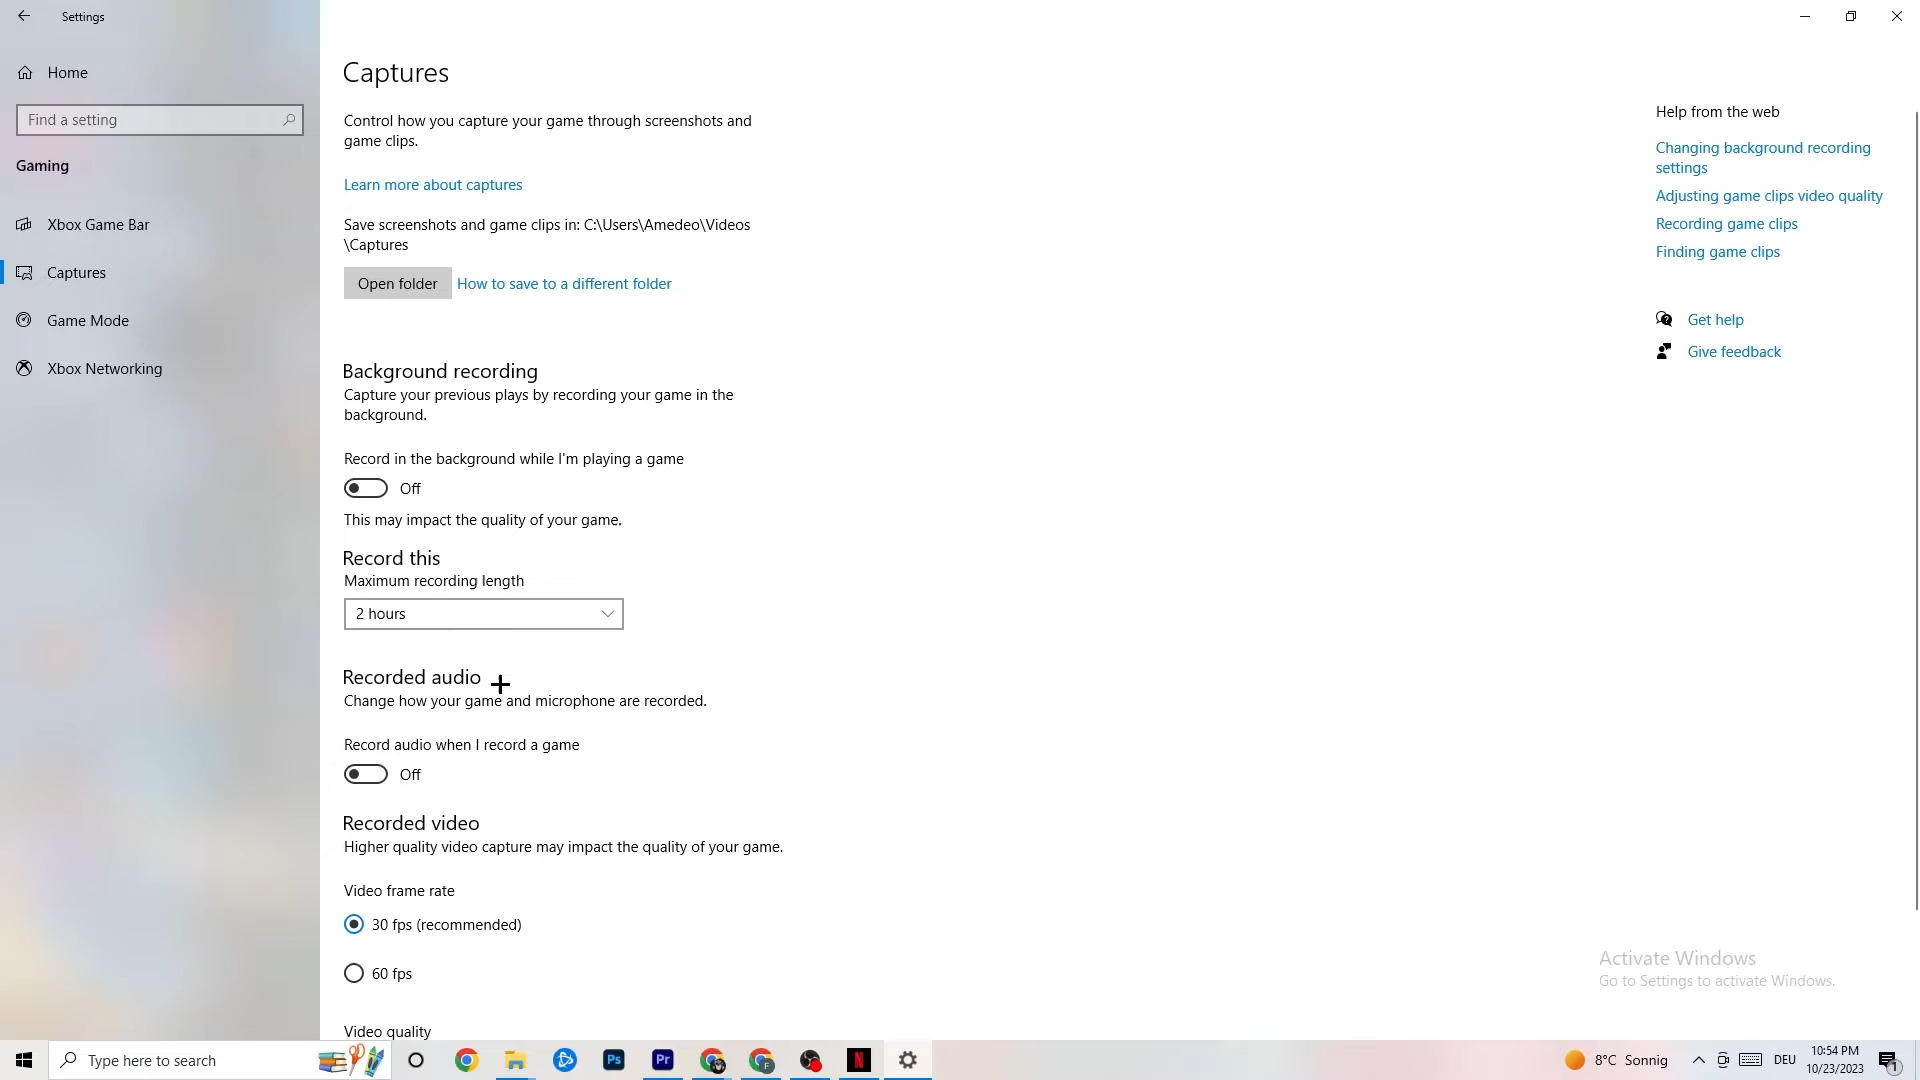 Settings
Home
Find a setting
Gaming
Xbox Game Bar
Captures
Game Mode
Xbox Networking
Captures
Control how you capture your game through screenshots and
game clips.
Learn more about captures
Save screenshots and game clips in: C:\Users\Amedeo\Videos
\Captures
Open folder
How to save to a different folder
Background recording
Capture your previous plays by recording your game in the
background.
Record in the background while I'm playing a game
Off
This may impact the quality of your game.
Record this
Maximum recording length
2 hours
Recorded audio
Change how your game and microphone are recorded.
Record audio when I record a game
Off
Recorded video
Higher quality video capture may impact the quality of your game.
Video frame rate
30 fps (recommended)
60 fps
Video quality
Help from the web
Changing background recording
settings
Adjusting game clips video quality
Recording game clips
Finding game clips
Get help
Give feedback
Activate Windows
Go to Settings to activate Windows.
Type here to search
Ps
Pr
F
N
8°C Sonnig
DEU
10:54 PM
10/23/2023
1